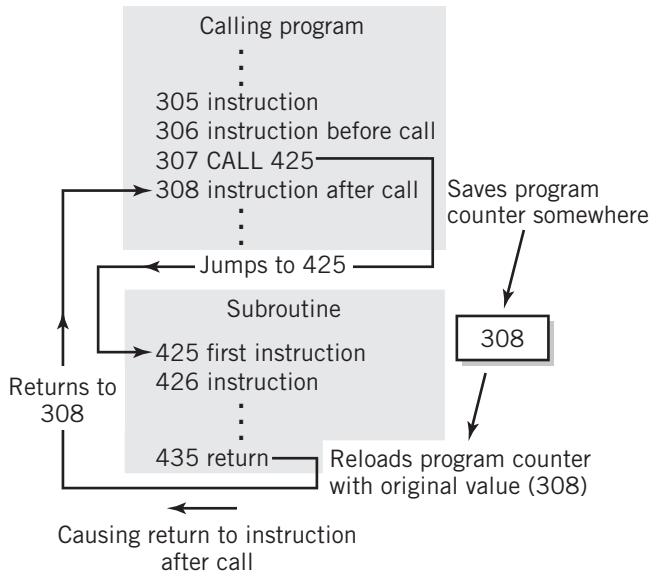 Calling program
305 instruction
306 instruction before call
307 CALL 425
308 instruction after call
Saves program
counter somewhere
Jumps to 425
Subroutine
308
425 first instruction
426 instruction
Returns to
308
435 return
Reloads program counter
with original value (308)
Causing return to instruction
after call